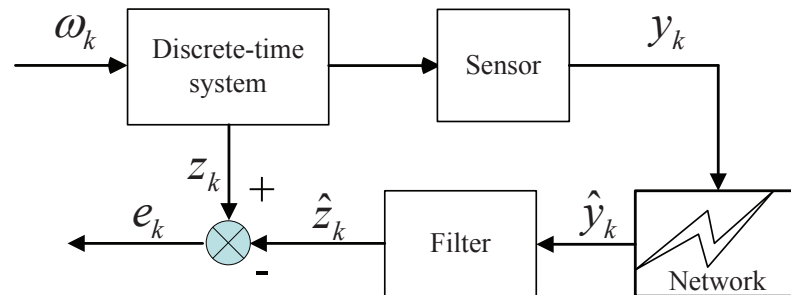 ω_k
Discrete-time
system
Sensor
y_k
z_k
+
e_k
ẑ_k
-
Filter
ŷ_k
Network